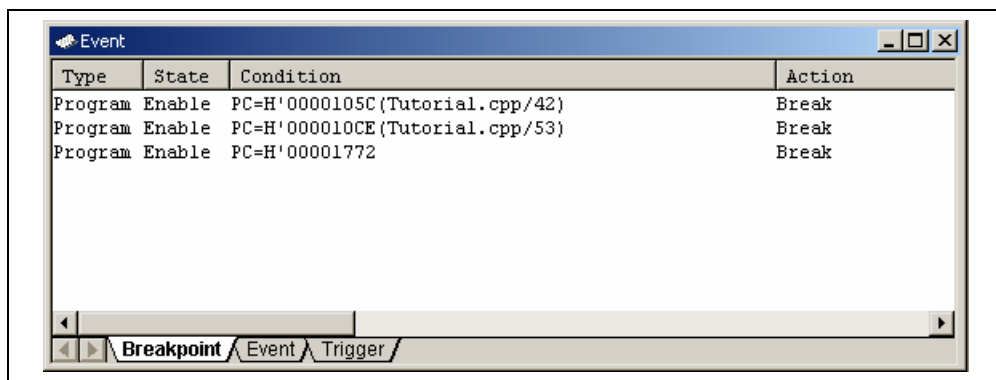 Event
Type State Condition Action
Program Enable PC=H'0000105C(Tutorial.cpp/42) Break
Program Enable PC=H'000010CE(Tutorial.cpp/53) Break
Program Enable PC=H'00001772 Break
Breakpoint Event Trigger